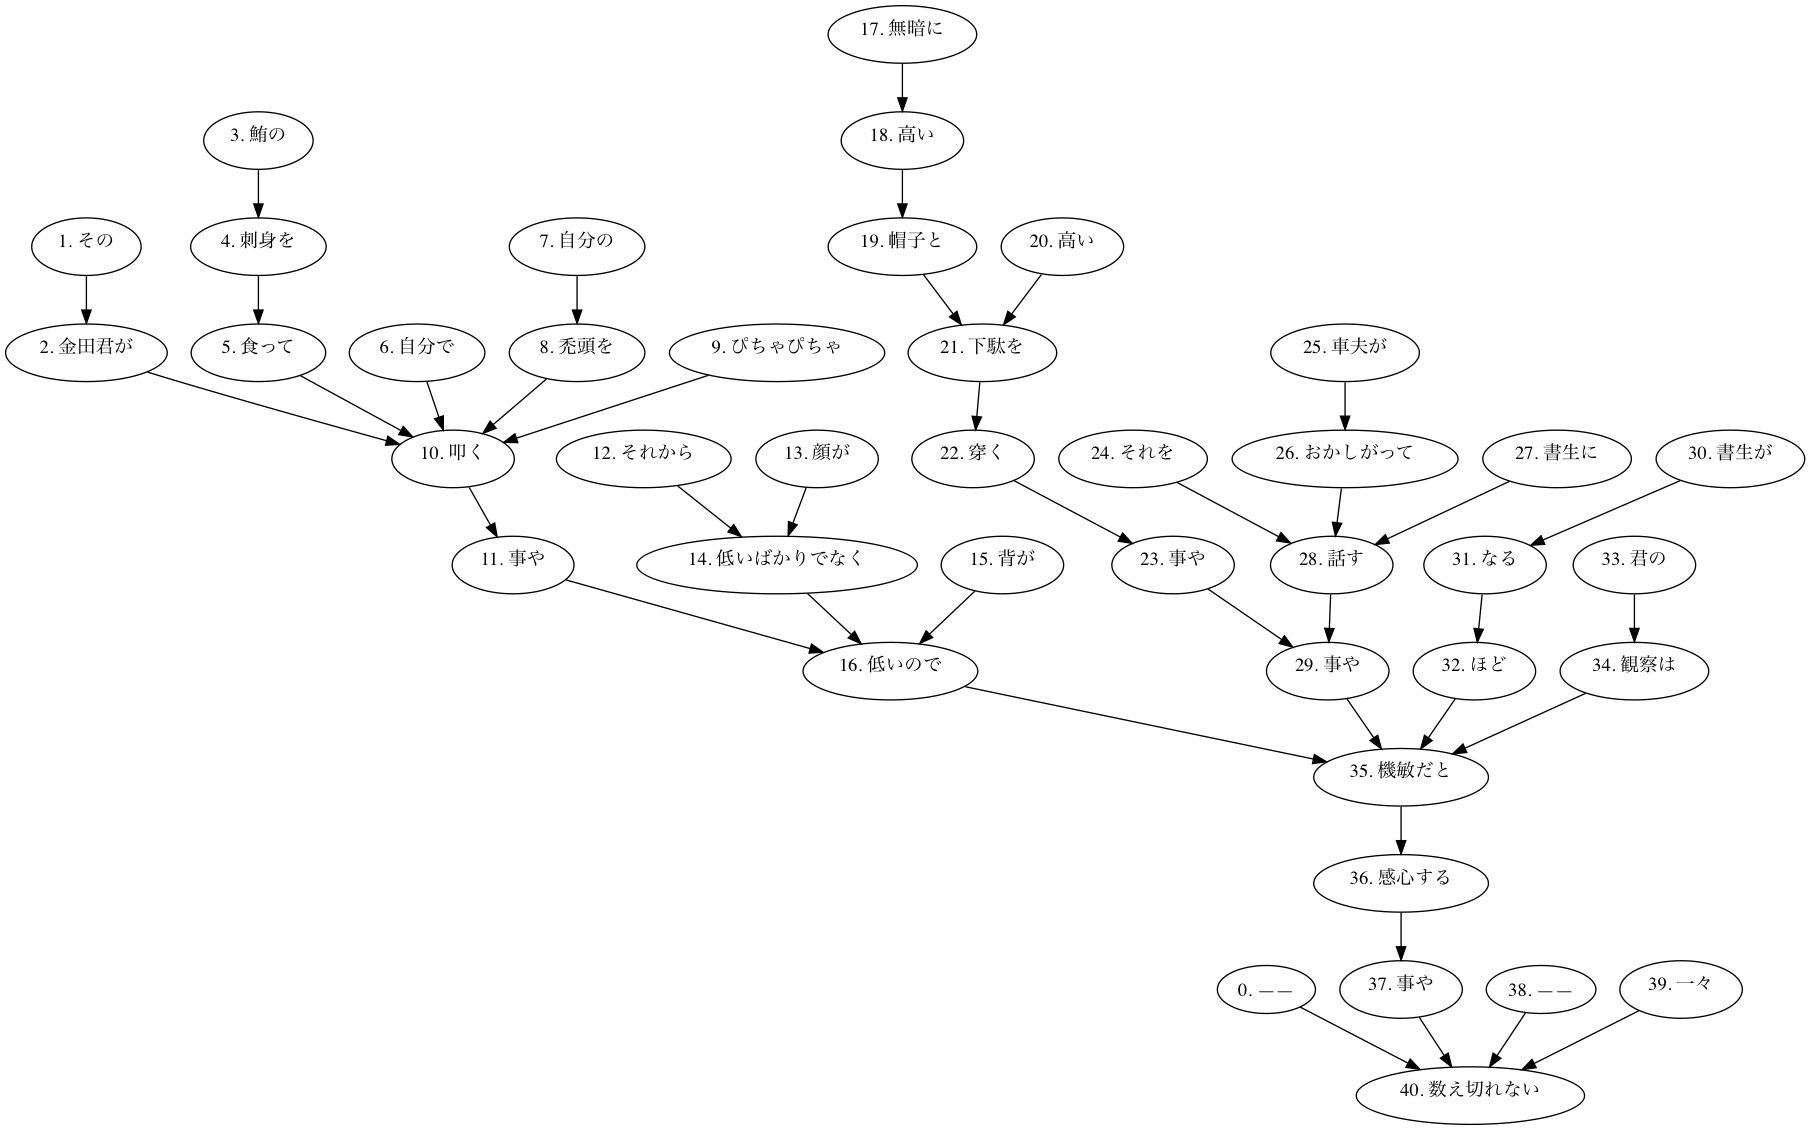 17. 無暗に
3. 鮪の
18. 高い
1. その
4. 刺身を
7. 自分の
19. 帽子と
20. 高い
2. 金田君が
5. 食って
6. 自分で
8. 禿頭を
9. ぴちゃぴちゃ
21. 下駄を
25. 車夫が
10. 叩く
12. それから
13. 顔が
22. 穿く
24. それを
26. おかしがって
27. 書生に
30. 書生が
11. 事や
14. 低いばかりでなく
15. 背が
23. 事や
28. 話す
31. なる
33. 君の
16. 低いので
29. 事や
32. ほど
34. 観察は
35. 機敏だと
36. 感心する
0. ——
37. 事や
38. ——
39. 一々
40. 数え切れない